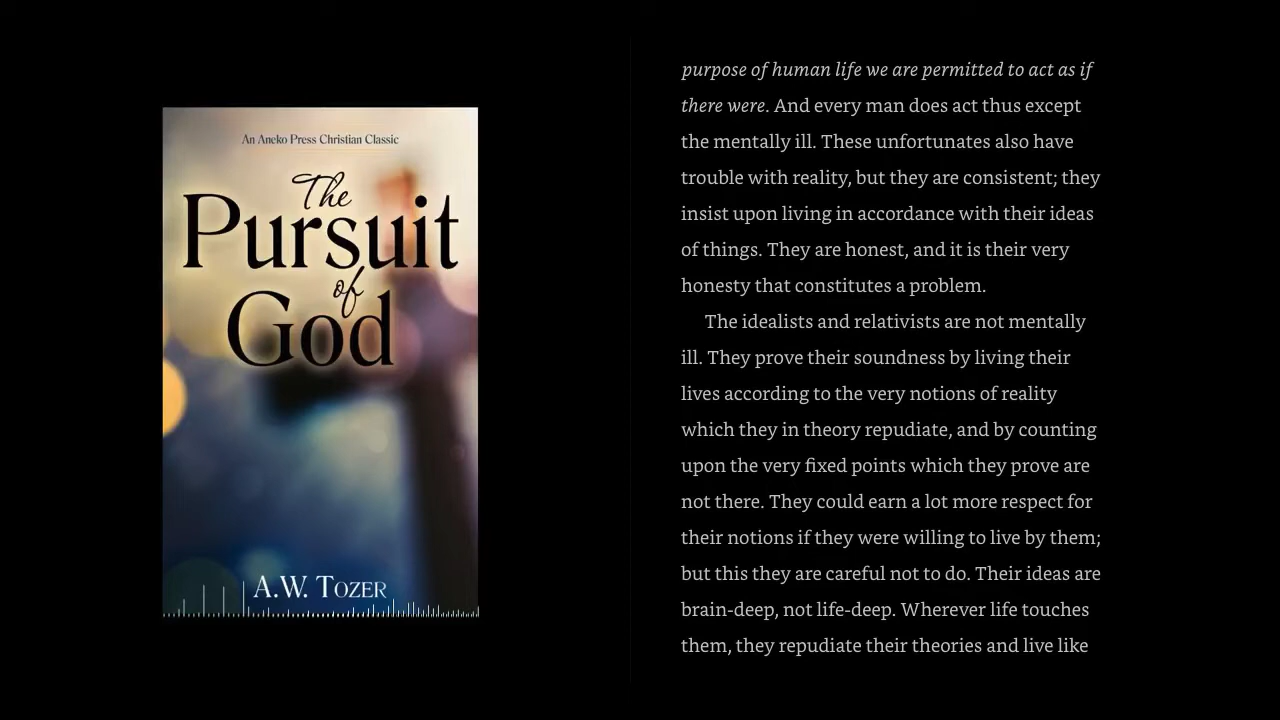 An Aneko Press Christian Classic
The
Pursuit
of
God
A.W. Tozer
purpose of human life we are permitted to act as if
there were. And every man does act thus except
the mentally ill. These unfortunates also have
trouble with reality, but they are consistent; they
insist upon living in accordance with their ideas
of things. They are honest, and it is their very
honesty that constitutes a problem.
The idealists and relativists are not mentally
ill. They prove their soundness by living their
lives according to the very notions of reality
which they in theory repudiate, and by counting
upon the very fixed points which they prove are
not there. They could earn a lot more respect for
their notions if they were willing to live by them;
but this they are careful not to do. Their ideas are
brain-deep, not life-deep. Wherever life touches
them, they repudiate their theories and live like